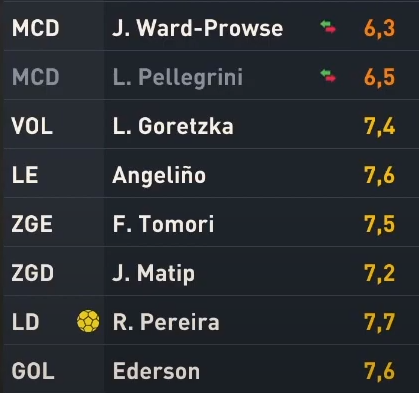 MCD J. Ward-Prowse 6,3
MCD L. Pellegrini 6,5
VOL L. Goretzka 7,4
LE Angeliño 7,6
ZGE F. Tomori 7,5
ZGD J. Matip 7,2
LD R. Pereira 7,7
GOL Ederson 7,6